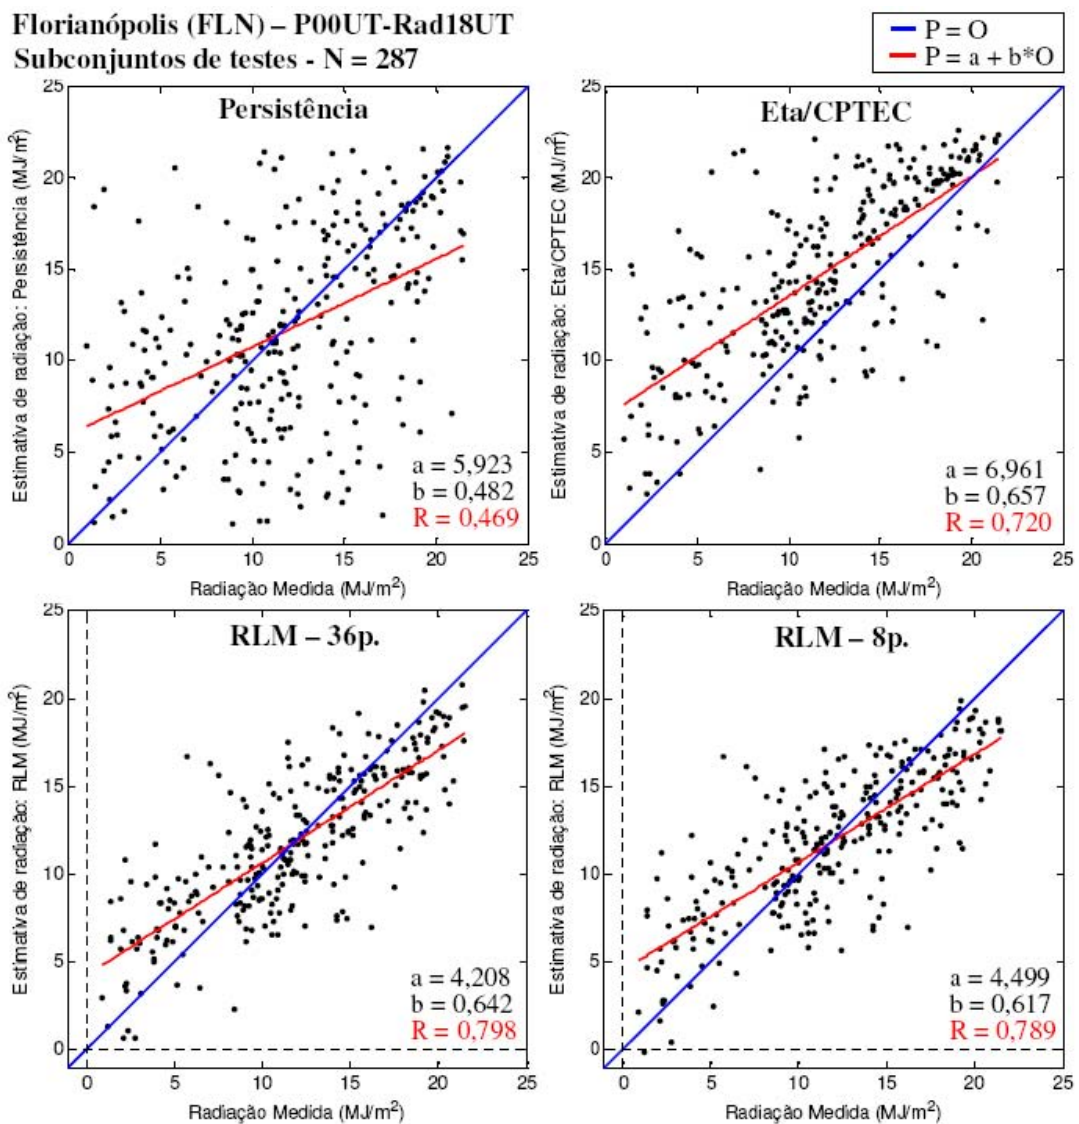 Florianópolis (FLN) – P00UT-Rad18UT
Subconjuntos de testes - N = 287
P = O
P = a + b*O
Persistência
Estimativa de radiação: Persistência (MJ/m²)
25
20
15
10
5
0
a = 5,923
b = 0,482
R = 0,469
0 5 10 15 20 25
Radiação Medida (MJ/m²)
Eta/CPTEC
Estimativa de radiação: Eta/CPTEC (MJ/m²)
25
20
15
10
5
0
a = 6,961
b = 0,657
R = 0,720
0 5 10 15 20 25
Radiação Medida (MJ/m²)
RLM – 36p.
Estimativa de radiação: RLM (MJ/m²)
25
20
15
10
5
0
a = 4,208
b = 0,642
R = 0,798
0 5 10 15 20 25
Radiação Medida (MJ/m²)
RLM – 8p.
Estimativa de radiação: RLM (MJ/m²)
25
20
15
10
5
0
a = 4,499
b = 0,617
R = 0,789
0 5 10 15 20 25
Radiação Medida (MJ/m²)